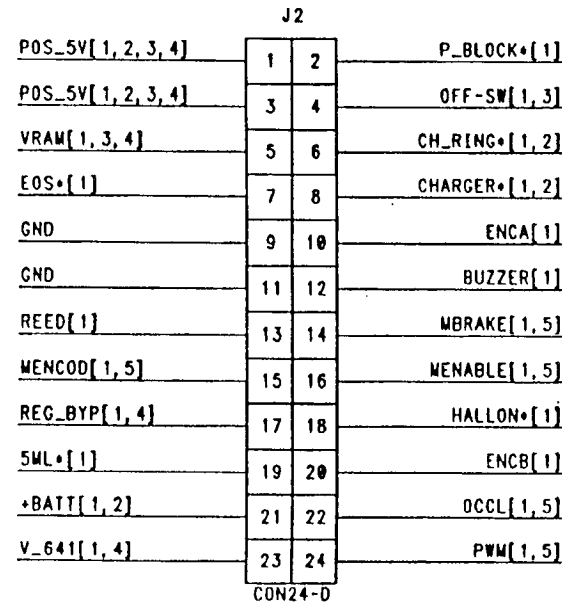 J2
POS_5V[1,2,3,4] 1 2 P_BLOCK*[1]
POS_5V[1,2,3,4] 3 4 OFF-SW[1,3]
VRAM[1,3,4] 5 6 CH_RING*[1,2]
EOS*[1] 7 8 CHARGER*[1,2]
GND 9 10 ENCA[1]
GND 11 12 BUZZER[1]
REED[1] 13 14 MBRAKE[1,5]
MENCOD[1,5] 15 16 MENABLE[1,5]
REG_BYP[1,4] 17 18 HALLON*[1]
5ML*[1] 19 20 ENCB[1]
+BATT[1,2] 21 22 OCCL[1,5]
V_641[1,4] 23 24 PWM[1,5]
CON24-D